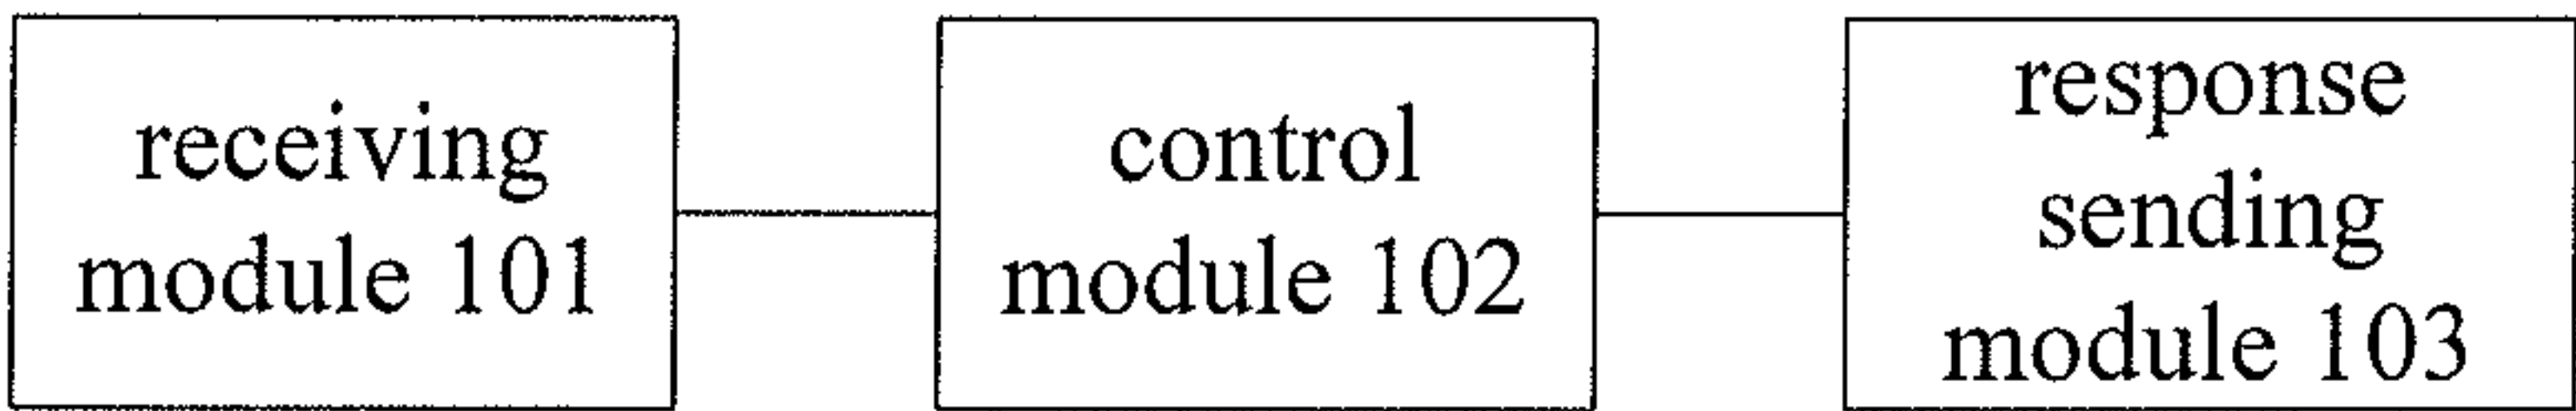 receiving
module 101
control
module 102
response
sending
module 103